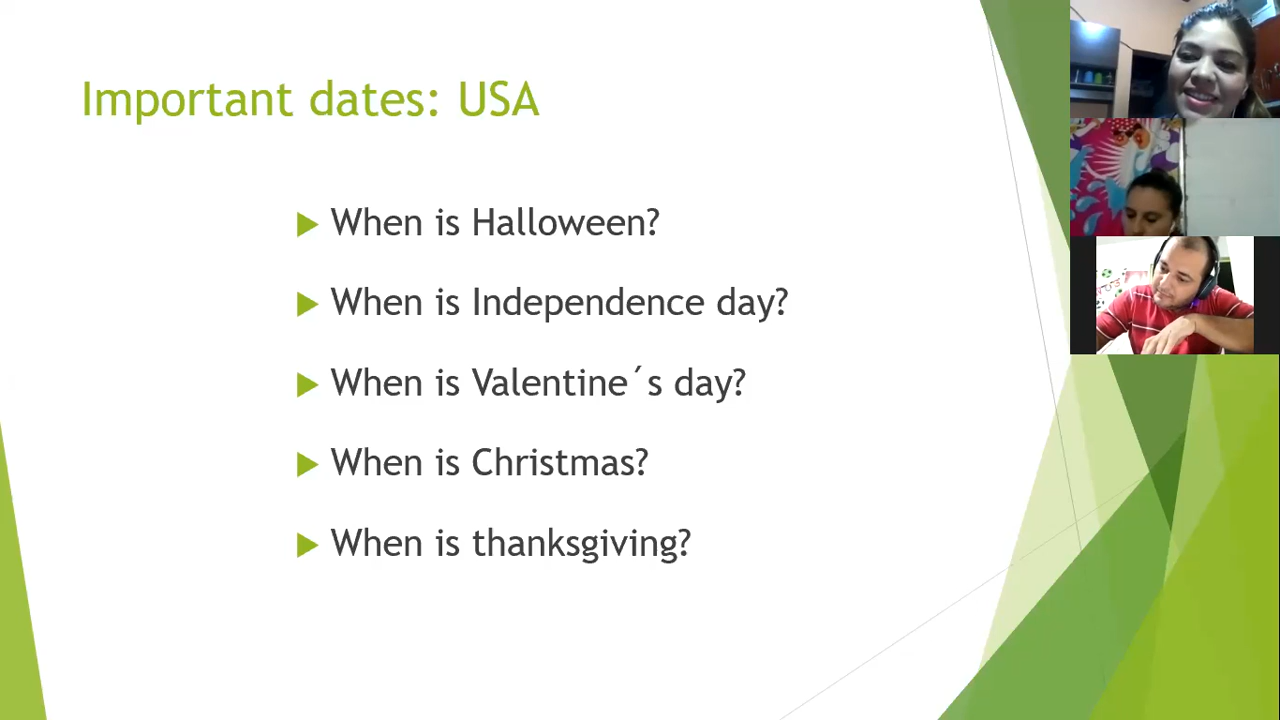 Important dates: USA
When is Halloween?
When is Independence day?
When is Valentine´s day?
When is Christmas?
When is thanksgiving?